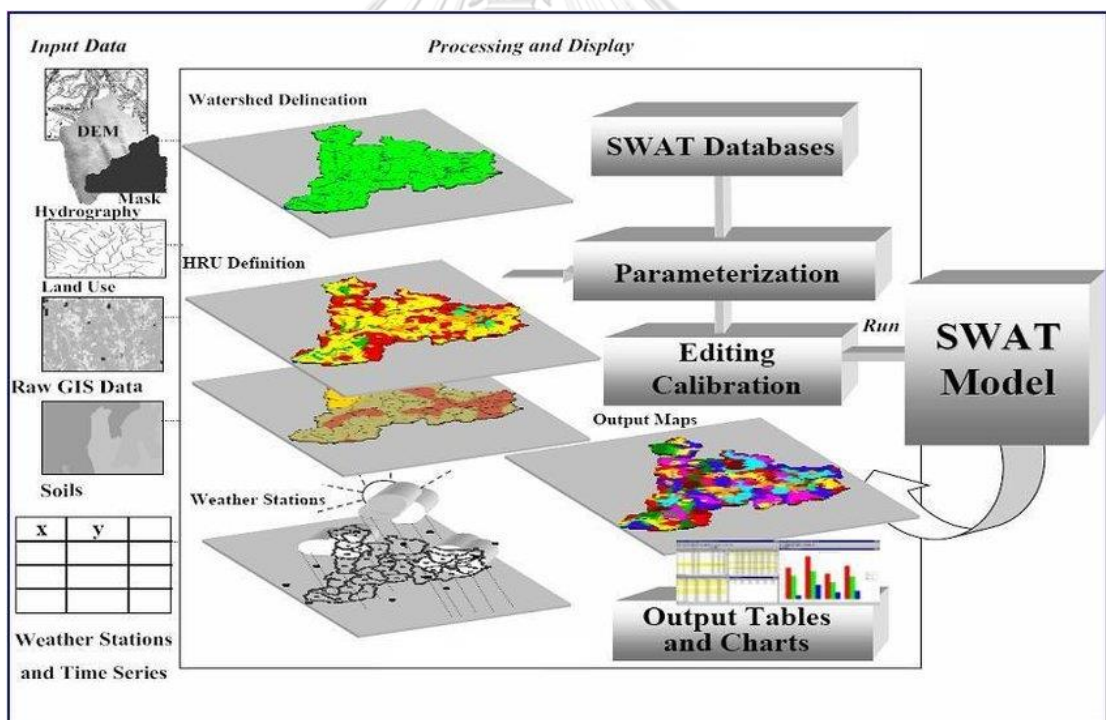 Input Data
Processing and Display
DEM
Mask
Hydrography
Land Use
Raw GIS Data
Soils
x y
Weather Stations
and Time Series
Watershed Delineation
HRU Definition
Weather Stations
SWAT Databases
Parameterization
Editing
Calibration
Run
SWAT
Model
Output Maps
Output Tables
and Charts